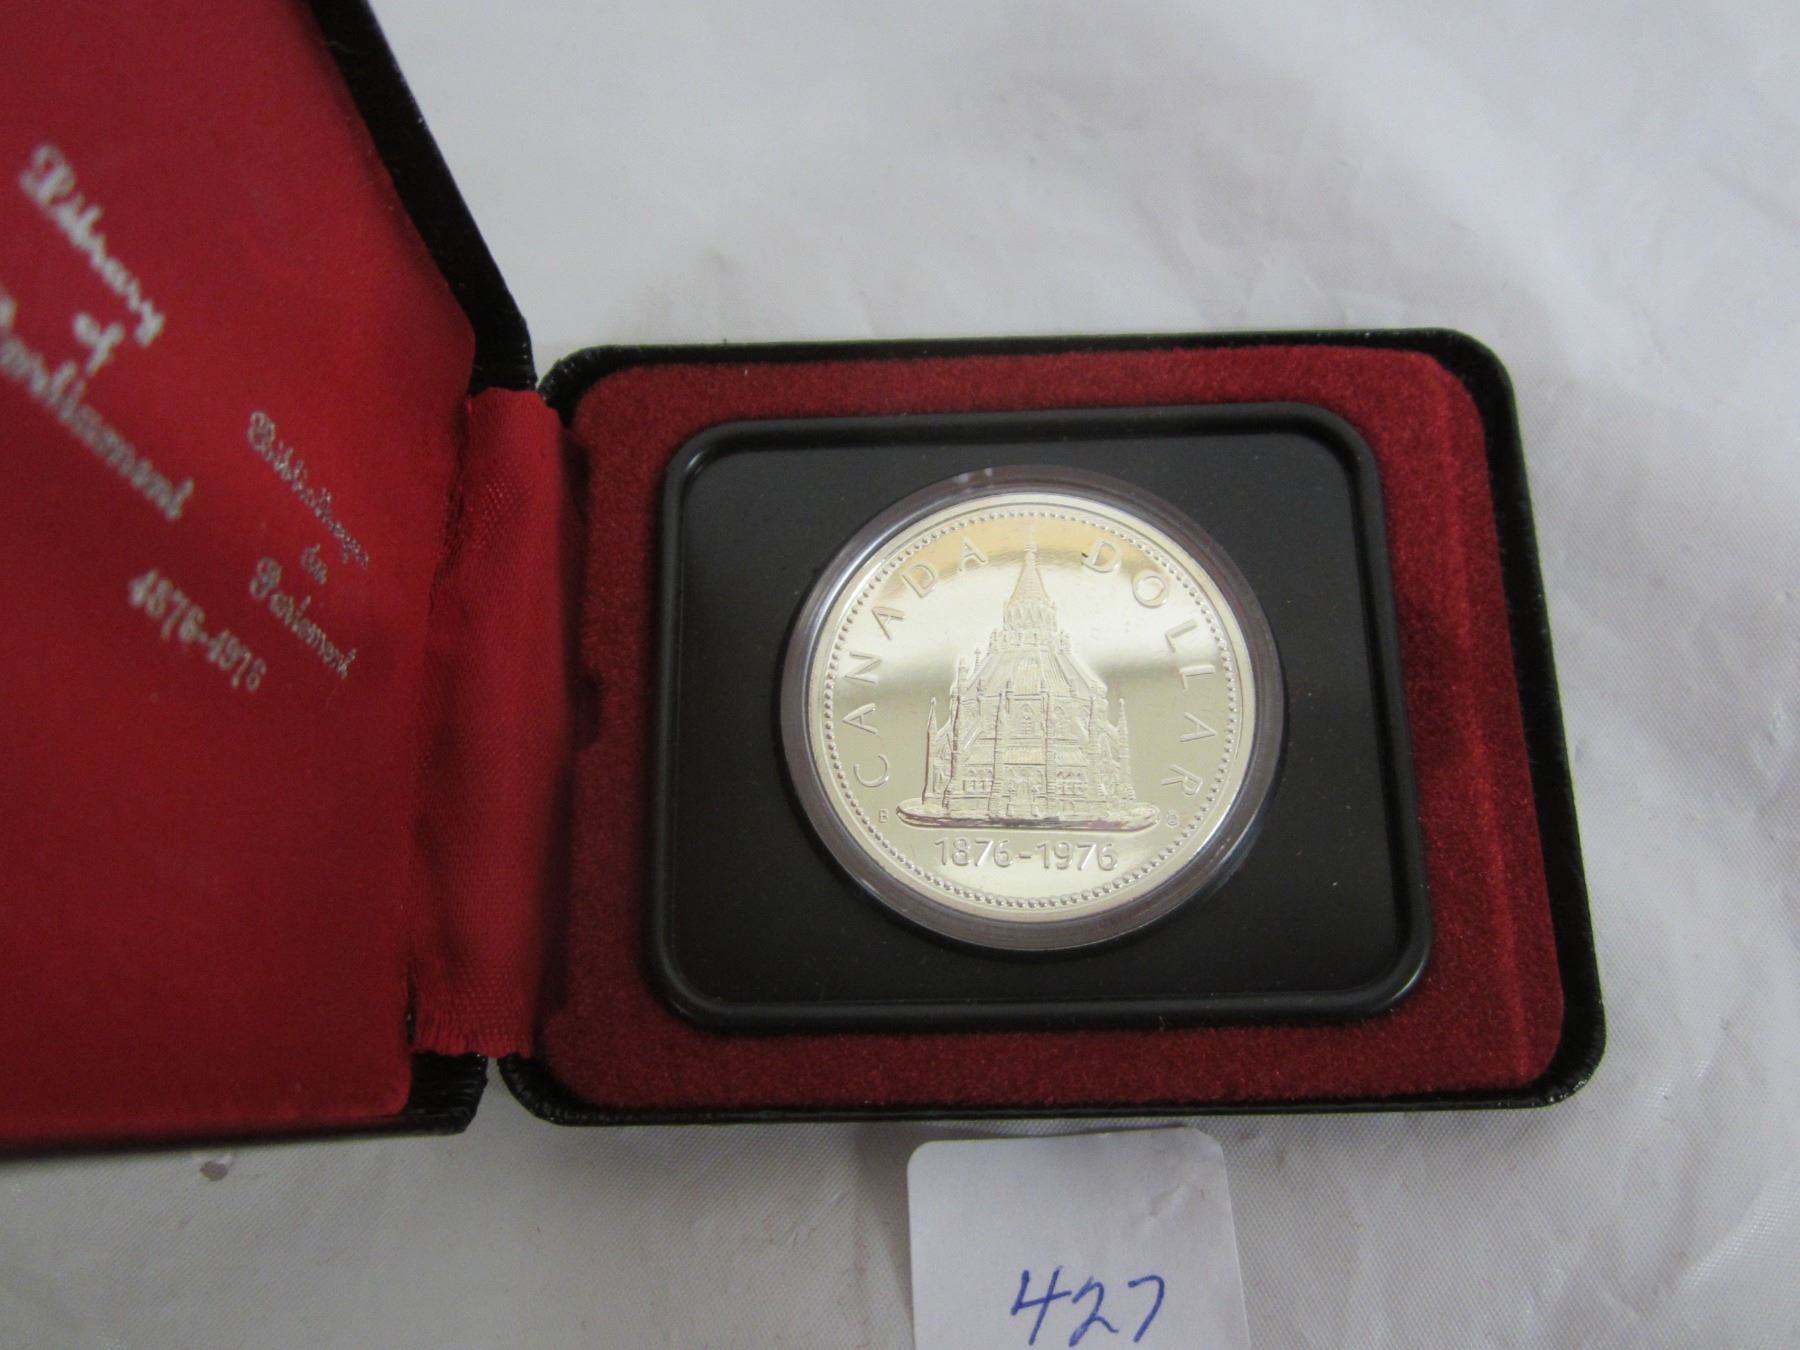 Library
of
Parliament
Bibliothèque
du
Parlement
1876-1976
CANADA DOLLAR
B
1876-1976
427